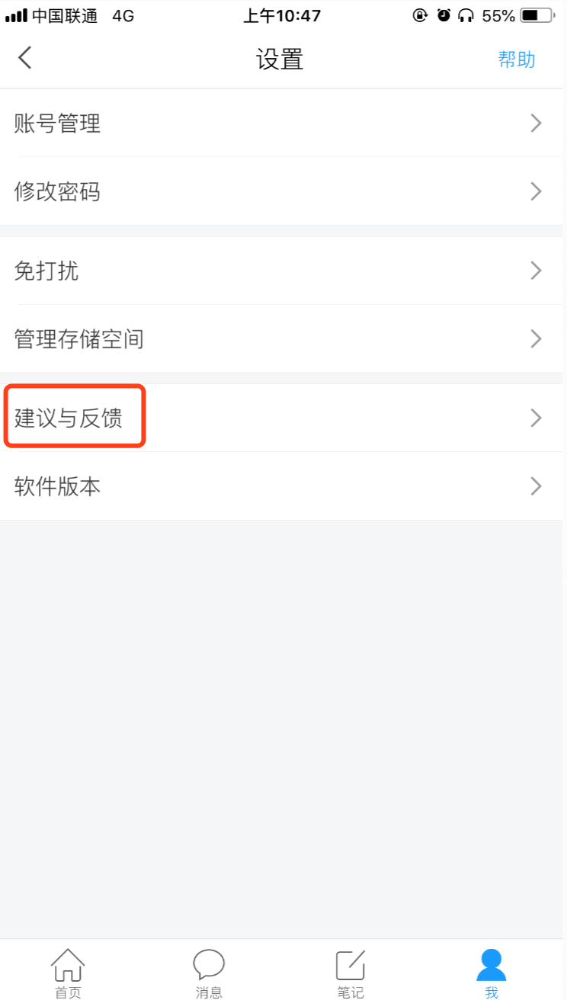 中国联通 4G 上午10:47 55%
设置 帮助
账号管理
修改密码
免打扰
管理存储空间
建议与反馈
软件版本
首页 消息 笔记 我